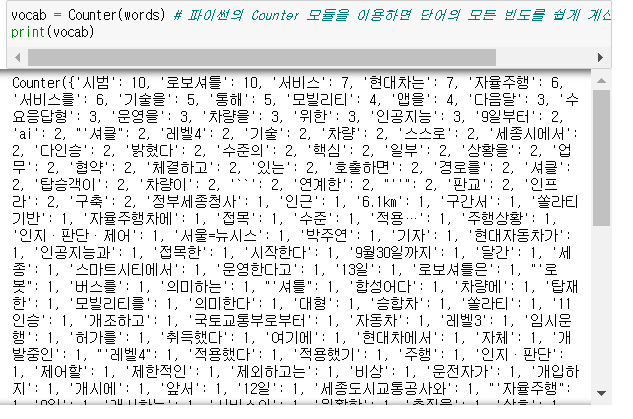 vocab = Counter(words) # 파이썬의 Counter 모듈을 이용하면 단어의 모든 빈도를 쉽게 계산
print(vocab)
Counter({'시범': 10, '로보셔틀': 10, '서비스': 7, '현대차는': 7, '자율주행': 6,
'서비스를': 6, '기술을': 5, '통해': 5, '모빌리티': 4, '앱을': 4, '다음달': 3, '수
요응답형': 3, '운영을': 3, '차량을': 3, '위한': 3, '인공지능': 3, '9일부터': 2,
'ai': 2, '"셔클"': 2, '레벨4': 2, '기술': 2, '차량': 2, '스스로': 2, '세종시에서':
2, '다인승': 2, '밝혔다': 2, '수준의': 2, '핵심': 2, '일부': 2, '상황을': 2, '업
무': 2, '협약': 2, '체결하고': 2, '있는': 2, '호출하면': 2, '경로를': 2, '셔클':
2, '탑승객이': 2, '차량이': 2, '``': 2, '연계한': 2, "''": 2, '판교': 2, '인프
라': 2, '구축': 2, '정부세종청사': 1, '인근': 1, '6.1km': 1, '구간서': 1, '쏠라티
기반': 1, '자율주행차에': 1, '접목': 1, '수준': 1, '적용…': 1, '주행상황': 1,
'인지·판단·제어': 1, '서울=뉴시스': 1, '박주연': 1, '기자': 1, '현대자동차가':
1, '인공지능과': 1, '접목한': 1, '시작한다': 1, '9월30일까지': 1, '달간': 1, '세
종': 1, '스마트시티에서': 1, '운영한다고': 1, '13일': 1, '로보셔틀은': 1, "'로
봇": 1, '버스를': 1, '의미하는': 1, "'셔틀": 1, '합성어다': 1, '차량에': 1, '탑재
한': 1, '모빌리티를': 1, '의미한다': 1, '대형': 1, '승합차': 1, '쏠라티': 1, '11
인승': 1, '개조하고': 1, '국토교통부로부터': 1, '자동차': 1, '레벨3': 1, '임시운
행': 1, '허가를': 1, '취득했다': 1, '여기에': 1, '현대차에서': 1, '자체': 1, '개
발중인': 1, "'레벨4": 1, '적용했다': 1, '적용했기': 1, '주행': 1, '인지·판단':
1, '제어할': 1, '제한적인': 1, '제외하고는': 1, '비상': 1, '운전자가': 1, '개입하
지': 1, '개시에': 1, '앞서': 1, '12일': 1, '세종도시교통공사와': 1, "'자율주행":